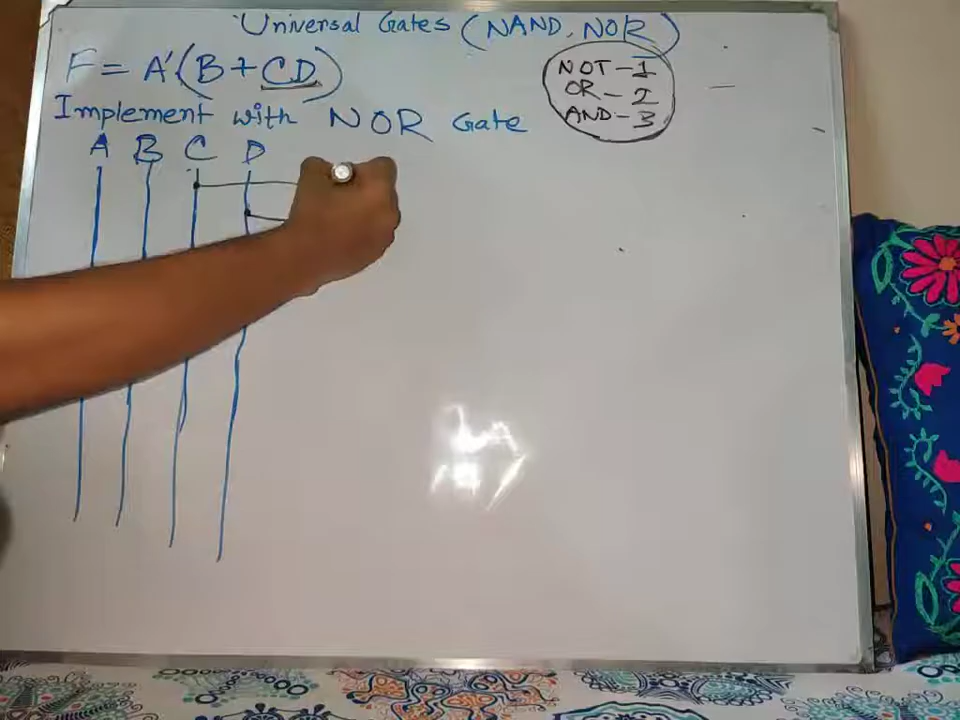 Universal Gates (NAND, NOR)
F = A'(B+CD)
NOT - 1
OR - 2
AND - 3
Implement with NOR Gate
A B C D